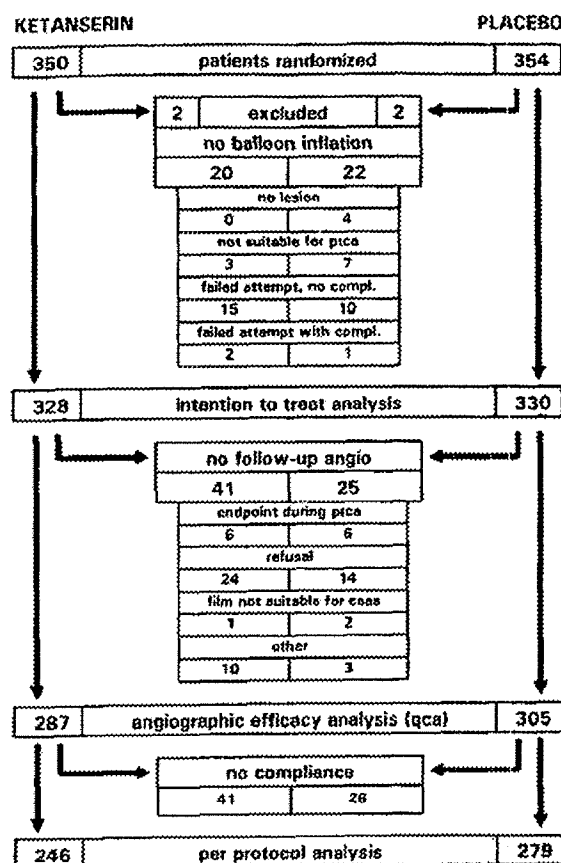 KETANSERIN PLACEBO
350 patients randomized 354
2 excluded 2
no balloon inflation
20 22
no lesion
0 4
not suitable for ptca
3 7
failed attempt, no compl.
15 10
failed attempt with compl.
2 1
328 intention to treat analysis 330
no follow-up angio
41 25
endpoint during ptca
6 6
refusal
24 14
film not suitable for caas
1 2
other
10 3
287 angiographic efficacy analysis (qca) 305
no compliance
41 26
246 per protocol analysis 279